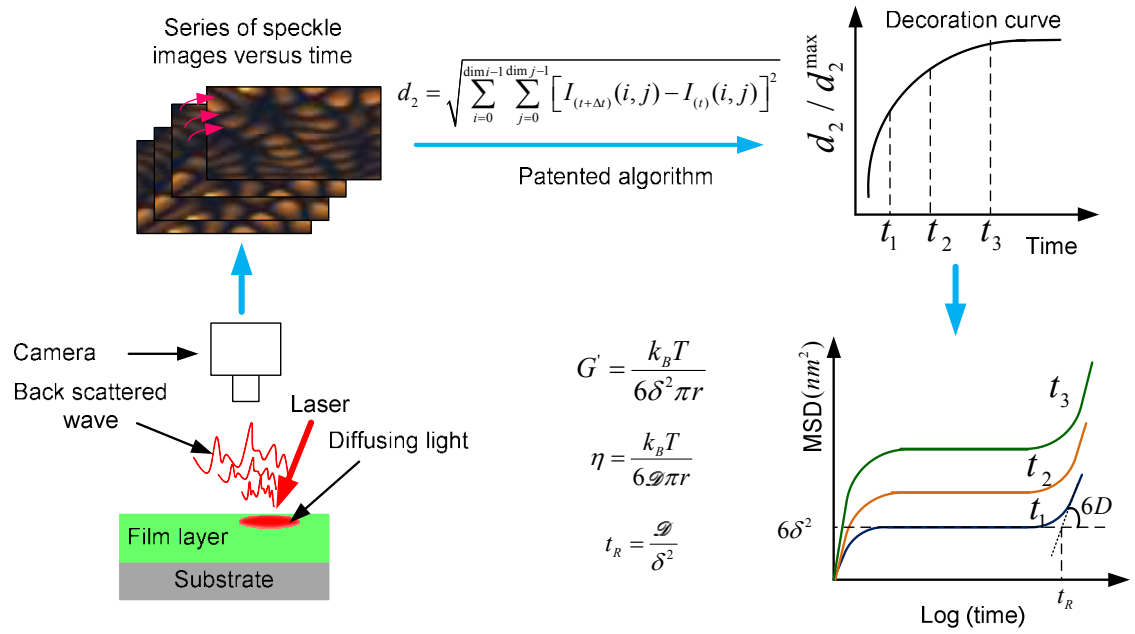 Series of speckle
images versus time
d_2 = \sqrt{\sum_{i=0}^{\dim i-1} \sum_{j=0}^{\dim j-1} \left[ I_{(t+\Delta t)}(i,j) - I_{(t)}(i,j) \right]^2}
Patented algorithm
Decoration curve
d_2 / d_2^{max}
t_1
t_2
t_3
Time
Camera
Back scattered
wave
Laser
Diffusing light
Film layer
Substrate
G^' = \frac{k_B T}{6\delta^2 \pi r}
\eta = \frac{k_B T}{6\mathscr{D}\pi r}
t_R = \frac{\mathscr{D}}{\delta^2}
MSD(nm^2)
t_3
t_2
t_1
6D
6\delta^2
t_R
Log (time)